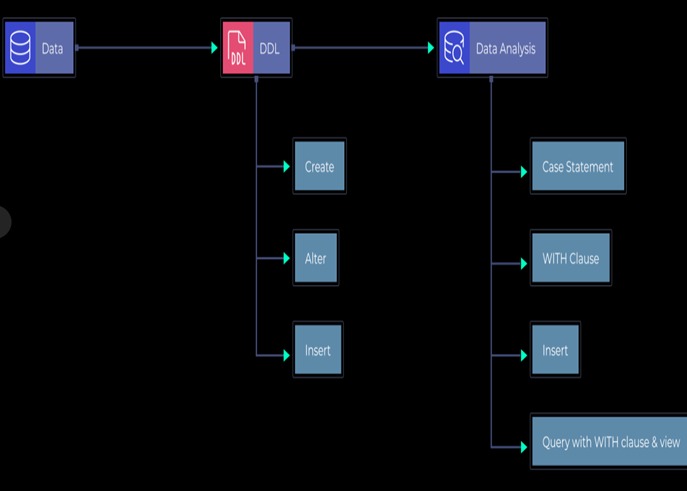 Data
DDL
DDL
Data Analysis
Create
Case Statement
Alter
WITH Clause
Insert
Insert
Query with WITH clause & view